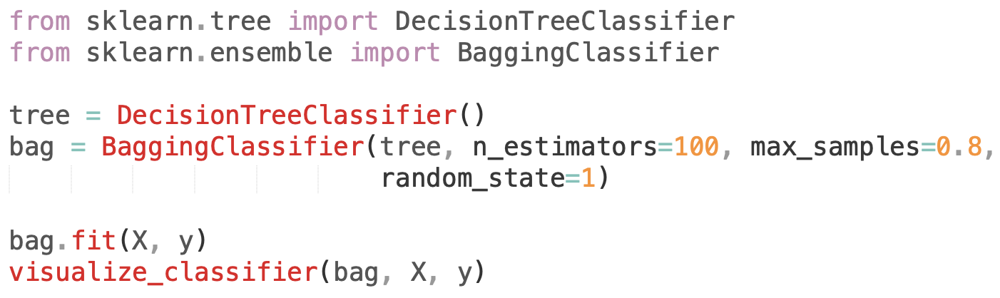 from sklearn.tree import DecisionTreeClassifier
from sklearn.ensemble import BaggingClassifier

tree = DecisionTreeClassifier()
bag = BaggingClassifier(tree, n_estimators=100, max_samples=0.8,
                        random_state=1)

bag.fit(X, y)
visualize_classifier(bag, X, y)